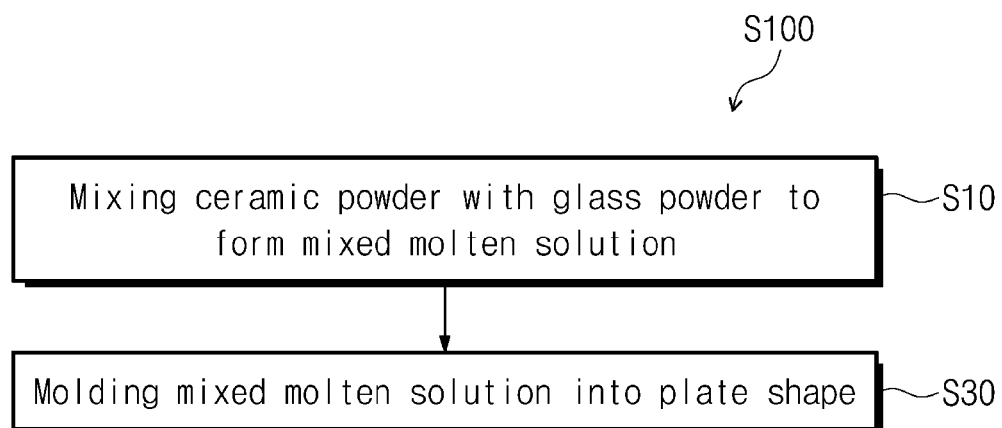 S100
Mixing ceramic powder with glass powder to
form mixed molten solution
S10
Molding mixed molten solution into plate shape
S30